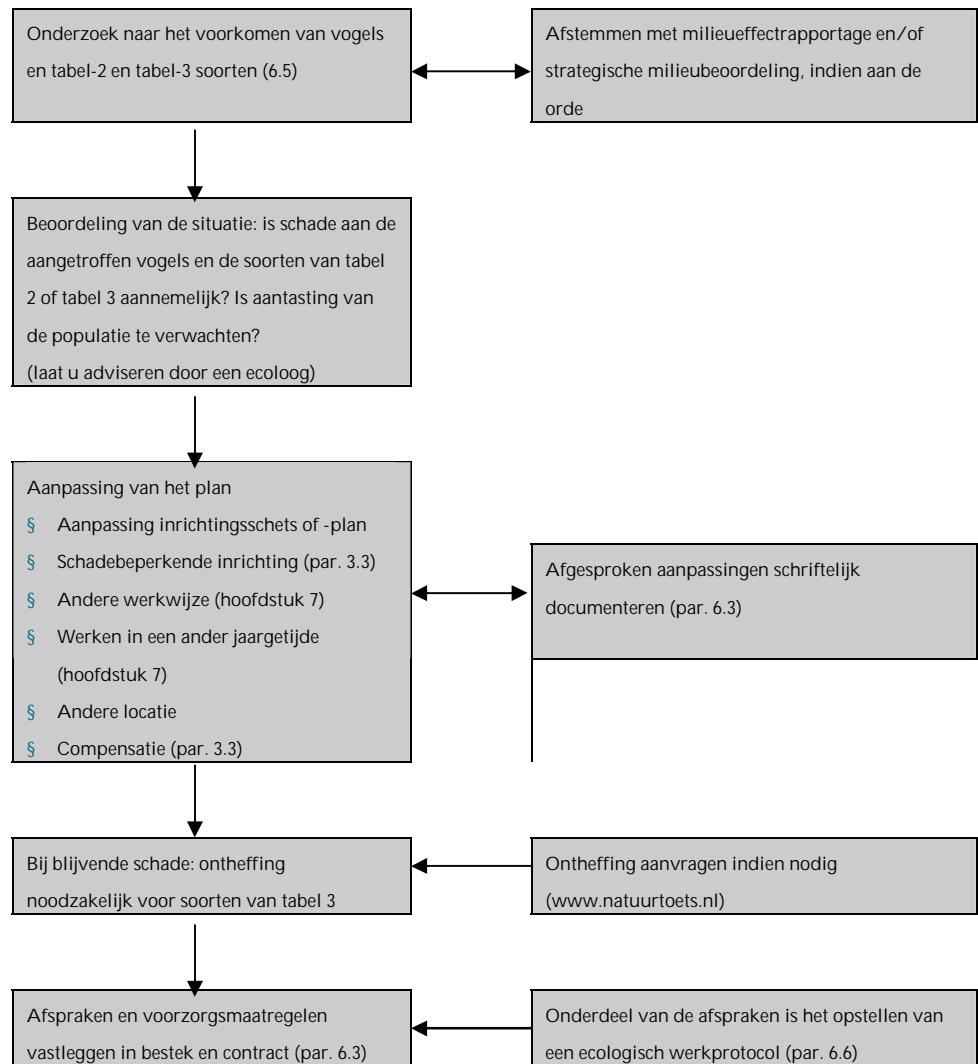 Onderzoek naar het voorkomen van vogels
en tabel-2 en tabel-3 soorten (6.5)
Afstemmen met milieueffectrapportage en/of
strategische milieubeoordeling, indien aan de
orde
Beoordeling van de situatie: is schade aan de
aangetroffen vogels en de soorten van tabel
2 of tabel 3 aannemelijk? Is aantasting van
de populatie te verwachten?
(laat u adviseren door een ecoloog)
Aanpassing van het plan
§ Aanpassing inrichtingsschets of -plan
§ Schadebeperkende inrichting (par. 3.3)
§ Andere werkwijze (hoofdstuk 7)
§ Werken in een ander jaargetijde
(hoofdstuk 7)
§ Andere locatie
§ Compensatie (par. 3.3)
Afgesproken aanpassingen schriftelijk
documenteren (par. 6.3)
Bij blijvende schade: ontheffing
noodzakelijk voor soorten van tabel 3
Ontheffing aanvragen indien nodig
(www.natuurtoets.nl)
Afspraken en voorzorgsmaatregelen
vastleggen in bestek en contract (par. 6.3)
Onderdeel van de afspraken is het opstellen van
een ecologisch werkprotocol (par. 6.6)